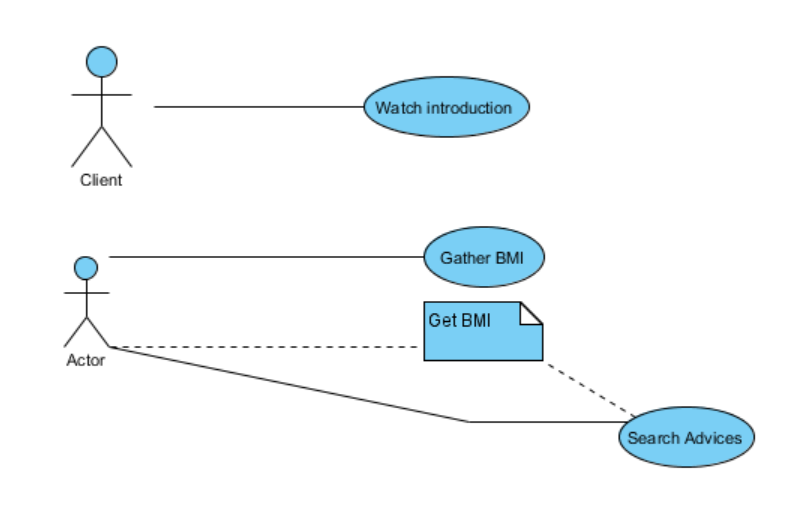 Watch introduction
Client
Gather BMI
Get BMI
Actor
Search Advices